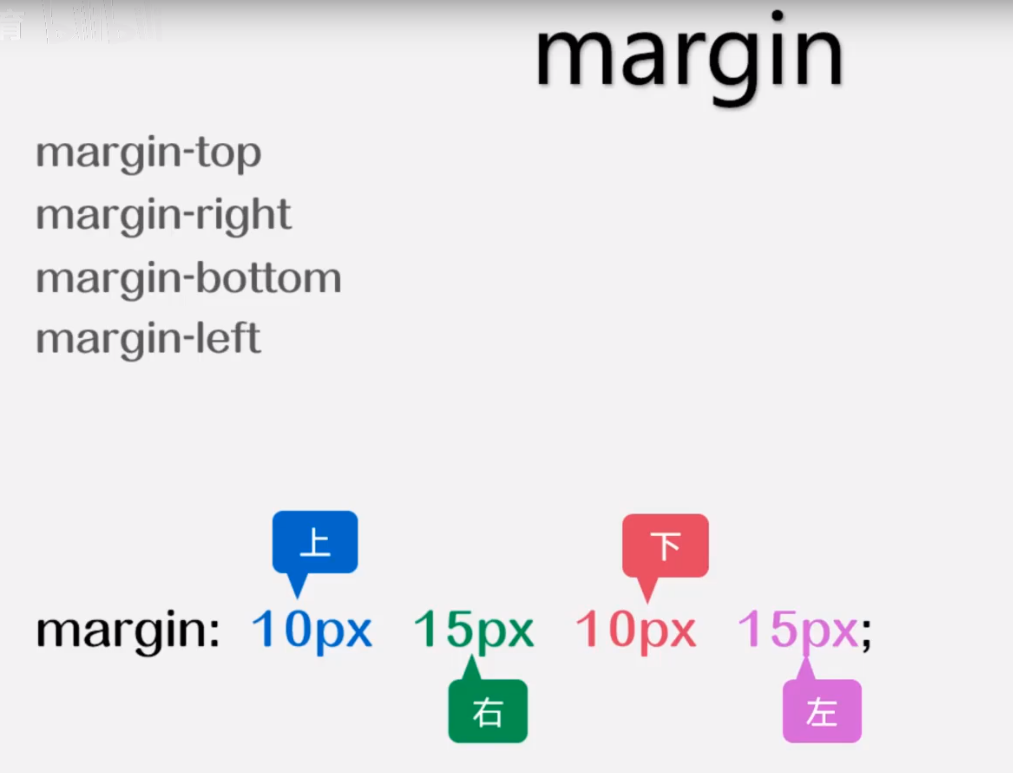 margin
margin-top
margin-right
margin-bottom
margin-left
上
下
margin: 10px 15px 10px 15px;
右
左